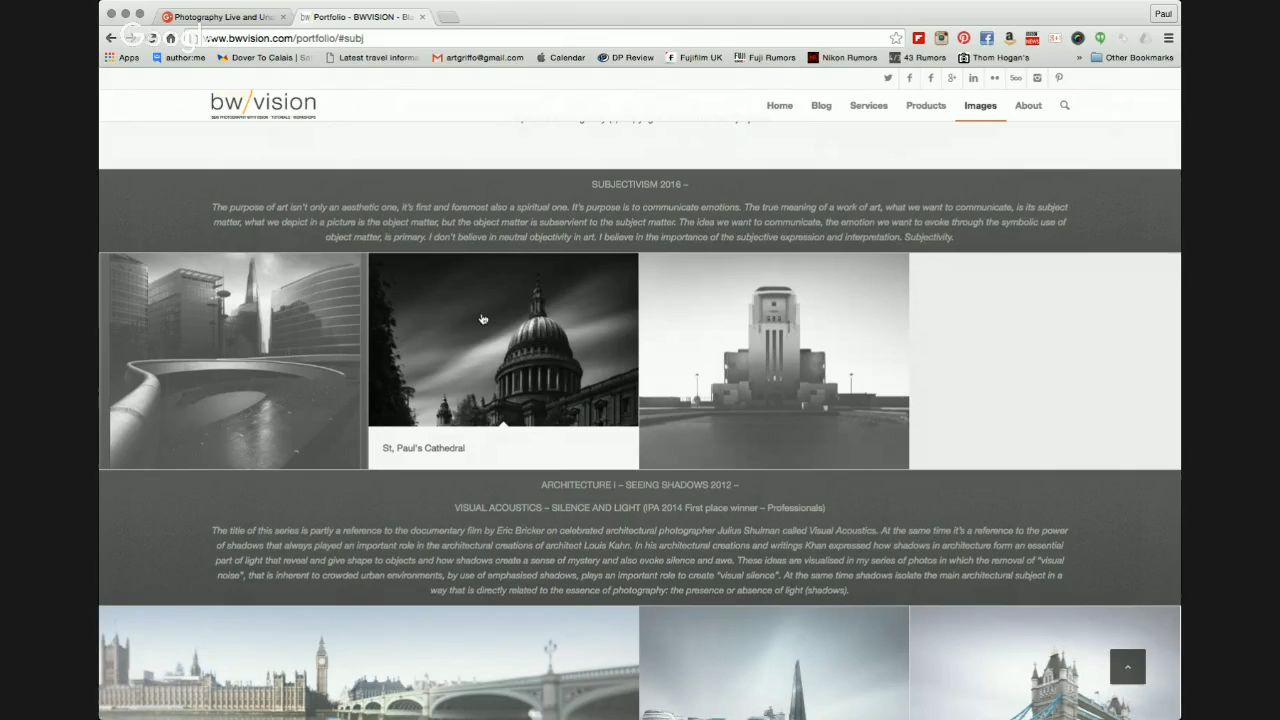 Photography Live and Un
bw Portfolio - BWVISION - Bla
Paul
www.bwvision.com/portfolio/#subj
Apps
author:me
Dover To Calais | Sa
Latest travel inform
artgriffo@gmail.com
Calendar
DP Review
Fujifilm UK
Fuji Rumors
Nikon Rumors
43 Rumors
Thom Hogan's
»
Other Bookmarks
bw/vision
B&W PHOTOGRAPHY WITH VISION · TUTORIALS · WORKSHOPS
Home
Blog
Services
Products
Images
About
SUBJECTIVISM 2016 –
The purpose of art isn't only an aesthetic one, it's first and foremost also a spiritual one. It's purpose is to communicate emotions. The true meaning of a work of art, what we want to communicate, is its subject
matter, what we depict in a picture is the object matter, but the object matter is subservient to the subject matter. The idea we want to communicate, the emotion we want to evoke through the symbolic use of
object matter, is primary. I don't believe in neutral objectivity in art. I believe in the importance of the subjective expression and interpretation. Subjectivity.
St, Paul's Cathedral
ARCHITECTURE I – SEEING SHADOWS 2012 –
VISUAL ACOUSTICS – SILENCE AND LIGHT (IPA 2014 First place winner – Professionals)
The title of this series is partly a reference to the documentary film by Eric Bricker on celebrated architectural photographer Julius Shulman called Visual Acoustics. At the same time it's a reference to the power
of shadows that always played an important role in the architectural creations of architect Louis Kahn. In his architectural creations and writings Khan expressed how shadows in architecture form an essential
part of light that reveal and give shape to objects and how shadows create a sense of mystery and also evoke silence and awe. These ideas are visualised in my series of photos in which the removal of "visual
noise", that is inherent to crowded urban environments, by use of emphasised shadows, plays an important role to create "visual silence". At the same time shadows isolate the main architectural subject in a
way that is directly related to the essence of photography: the presence or absence of light (shadows).